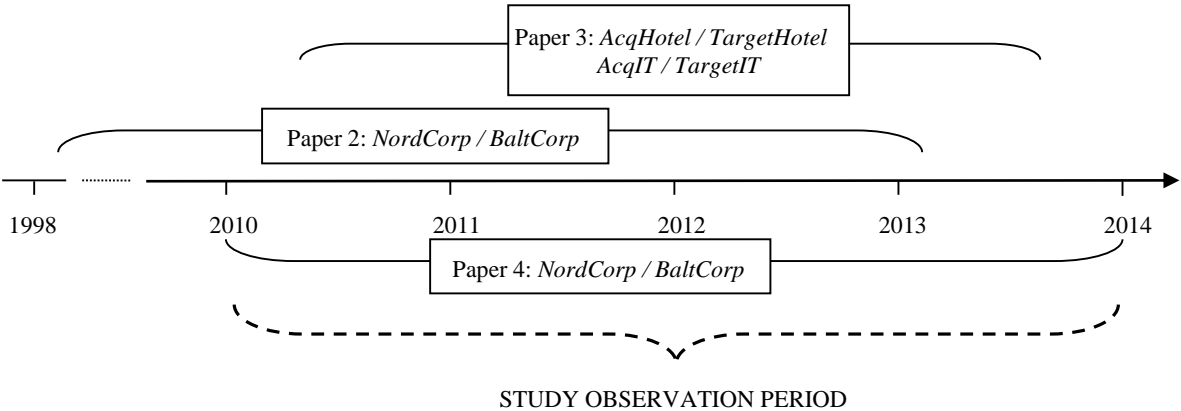 Paper 3: AcqHotel / TargetHotel
AcqIT / TargetIT
Paper 2: NordCorp / BaltCorp
1998 2010 2011 2012 2013 2014
Paper 4: NordCorp / BaltCorp
STUDY OBSERVATION PERIOD